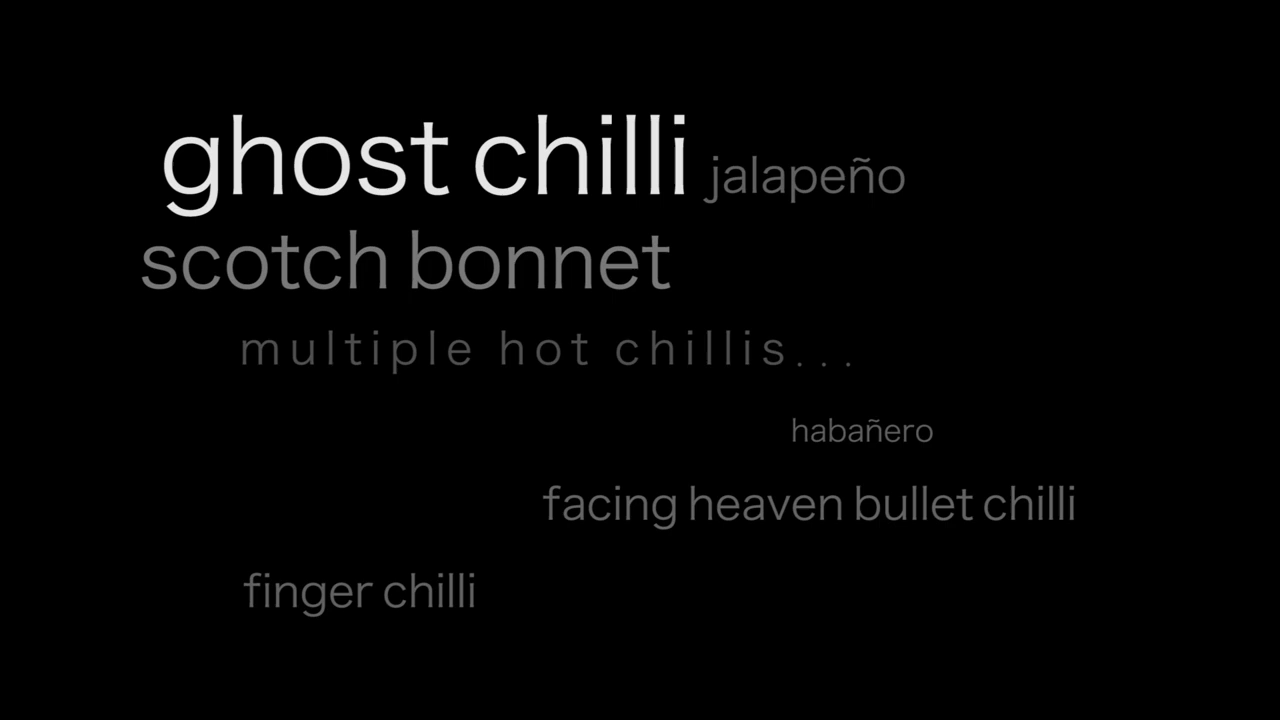 ghost chilli jalapeño
scotch bonnet
multiple hot chillis...
habañero
facing heaven bullet chilli
finger chilli